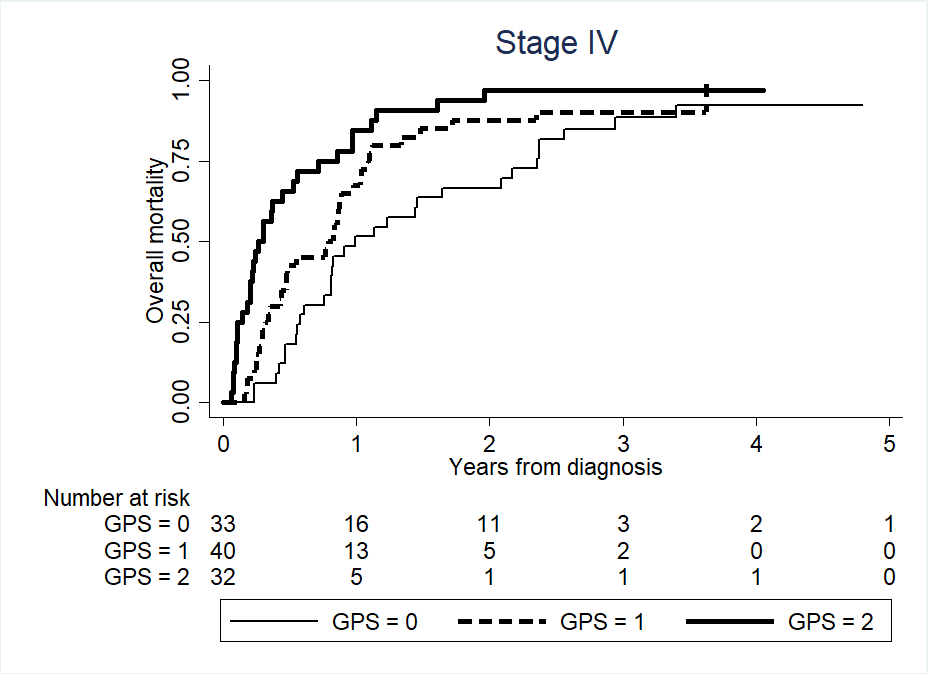 Stage IV
Overall mortality
1.00
0.75
0.50
0.25
0.00
0 1 2 3 4 5
Years from diagnosis
Number at risk
GPS = 0 33 16 11 3 2 1
GPS = 1 40 13 5 2 0 0
GPS = 2 32 5 1 1 1 0
GPS = 0 GPS = 1 GPS = 2